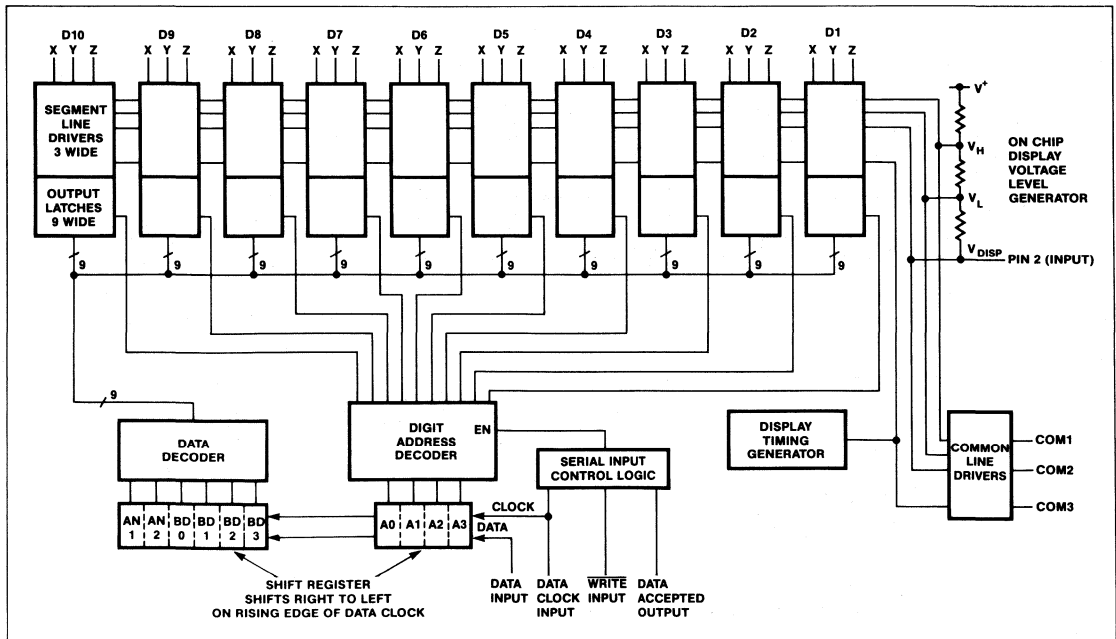 D10 D9 D8 D7 D6 D5 D4 D3 D2 D1
X Y Z X Y Z X Y Z X Y Z X Y Z X Y Z X Y Z X Y Z X Y Z X Y Z
SEGMENT
LINE
DRIVERS
3 WIDE
OUTPUT
LATCHES
9 WIDE
V+
VH
VL
VDISP
PIN 2 (INPUT)
ON CHIP
DISPLAY
VOLTAGE
LEVEL
GENERATOR
9 9 9 9 9 9 9 9 9 9
9
DATA
DECODER
DIGIT
ADDRESS
DECODER
EN
SERIAL INPUT
CONTROL LOGIC
DISPLAY
TIMING
GENERATOR
COMMON
LINE
DRIVERS
COM1
COM2
COM3
AN AN BD BD BD BD
1 2 0 1 2 3
A0 A1 A2 A3
CLOCK
DATA
SHIFT REGISTER
SHIFTS RIGHT TO LEFT
ON RISING EDGE OF DATA CLOCK
DATA
INPUT
DATA
CLOCK
INPUT
WRITE
INPUT
DATA
ACCEPTED
OUTPUT